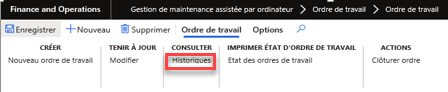 Finance and Operations Gestion de maintenance assistée par ordinateur > Ordre de travail > Ordre de travail
Enregistrer + Nouveau Supprimer Ordre de travail Options
CRÉER TENIR À JOUR CONSULTER IMPRIMER ÉTAT D'ORDRE DE TRAVAIL ACTIONS
Nouveau ordre de travail Modifier Historiques Etat des ordres de travail Clôturer ordre